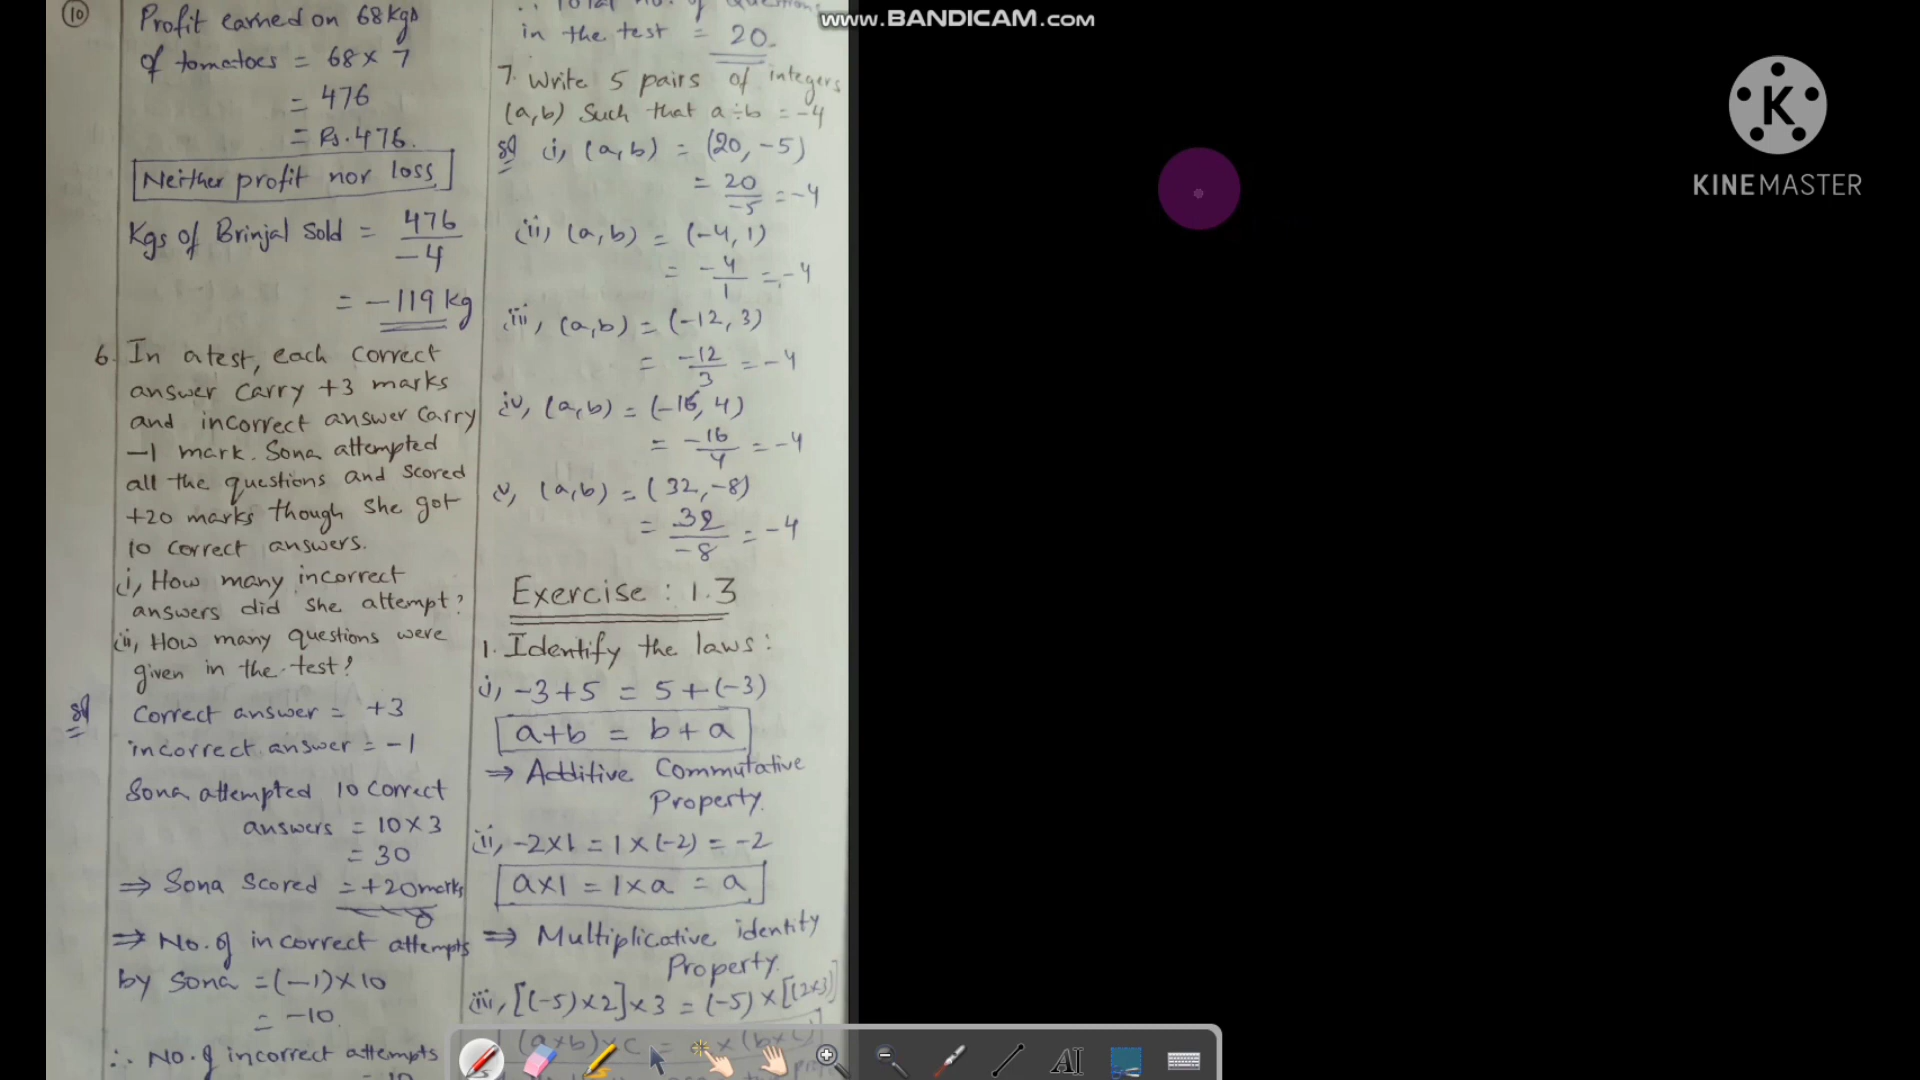 10
Profit earned on 68 Kgs
of tomatoes = 68 × 7
= 476
= Rs. 476.
Neither profit nor loss
Kgs of Brinjal Sold = 476
-4
= -119 Kg
6. In a test, each correct
answer Carry +3 marks
and incorrect answer Carry
-1 mark. Sona attempted
all the questions and scored
+20 marks though she got
10 correct answers.
(i, How many incorrect
answers did she attempt?
(ii, How many questions were
given in the test?
Sol
Correct answer = +3
incorrect answer = -1
Sona attempted 10 correct
answers = 10 × 3
= 30
⇒ Sona Scored = +20 marks
⇒ No. of incorrect attempts
by Sona = (-1) × 10
= -10.
∴ No. of incorrect attempts
in the test = 20.
7. Write 5 pairs of integers
(a,b) Such that a ÷ b = -4
Sol (i, (a,b) = (20, -5)
= 20
-5 = -4
(ii, (a,b) = (-4, 1)
= -4
1 = -4
iii, (a,b) = (-12, 3)
= -12
3 = -4
iv, (a,b) = (-16, 4)
= -16
4 = -4
v, (a,b) = (32, -8)
= 32
-8 = -4
Exercise : 1.3
1. Identify the laws :
i, -3+5 = 5+(-3)
a+b = b+a
⇒ Additive Commutative
Property.
ii, -2×1 = 1×(-2) = -2
a×1 = 1×a = a
⇒ Multiplicative identity
Property.
iii, [(-5)×2]×3 = (-5)×[(2×3)]
www.BANDICAM.com
K
KINEMASTER
AI